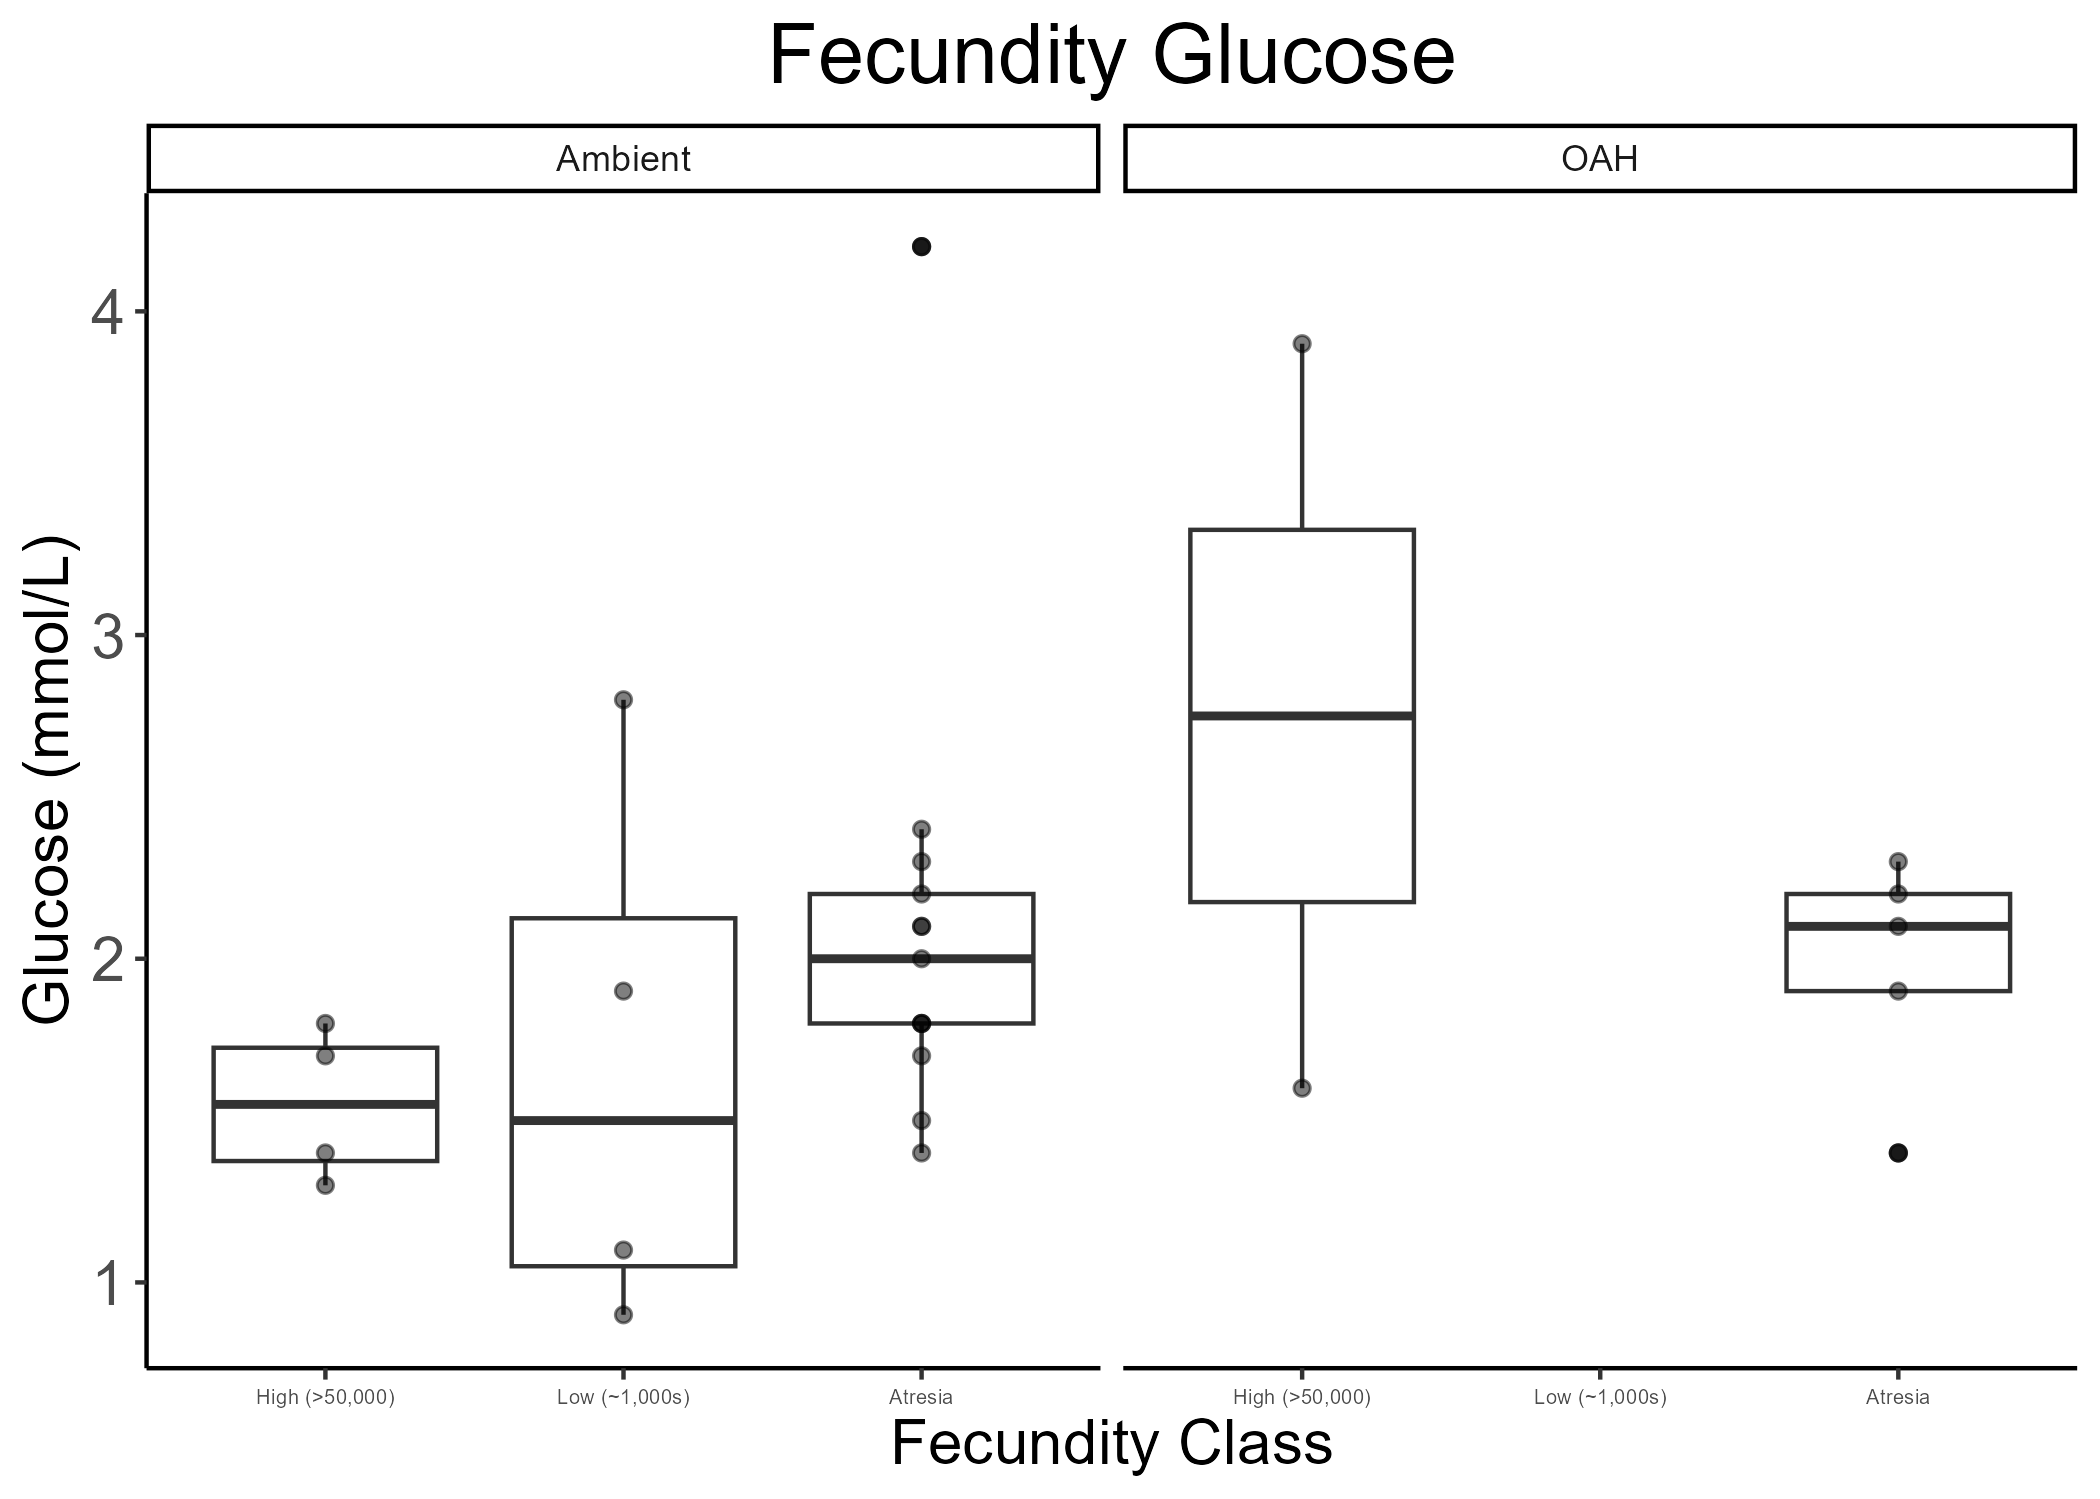 Fecundity Glucose
Ambient
OAH
Glucose (mmol/L)
4
3
2
1
High (>50,000)
Low (~1,000s)
Atresia
High (>50,000)
Low (~1,000s)
Atresia
Fecundity Class